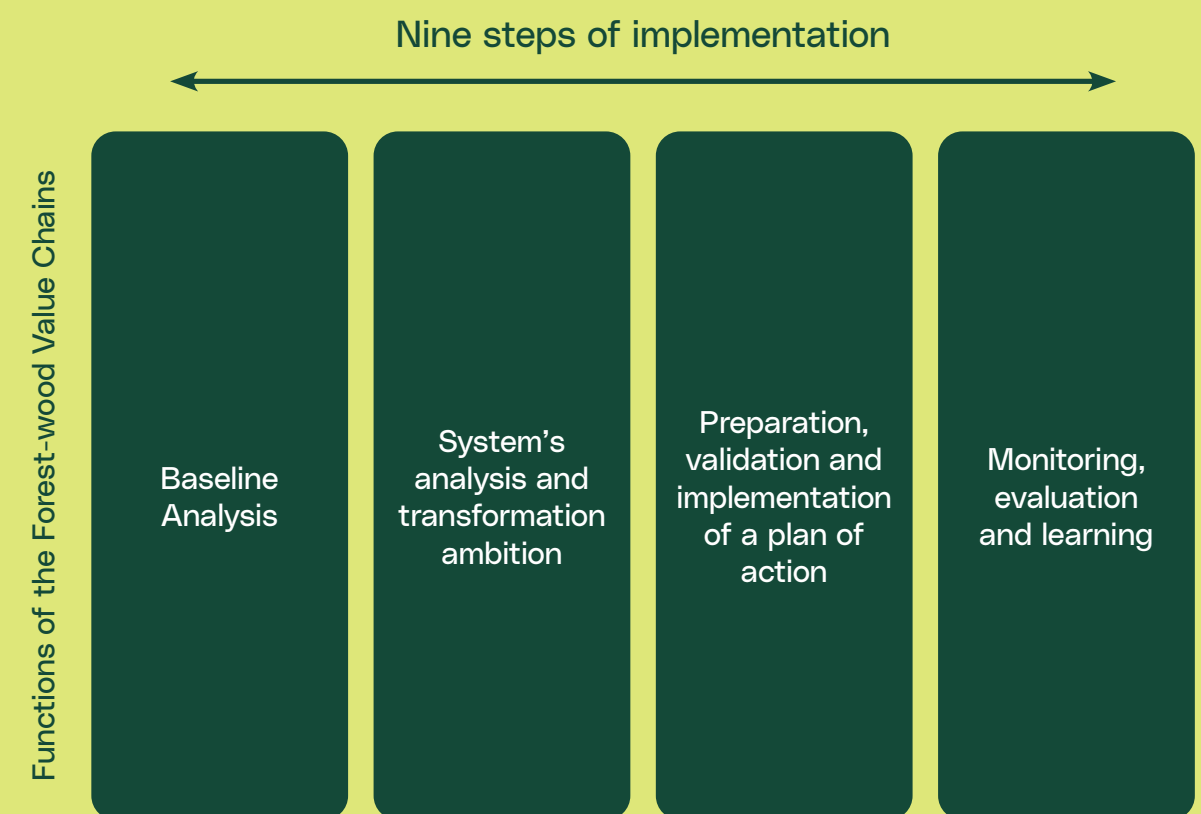 Nine steps of implementation
Functions of the Forest-wood Value Chains
Baseline
Analysis
System’s
analysis and
transformation
ambition
Preparation,
validation and
implementation
of a plan of
action
Monitoring,
evaluation
and learning